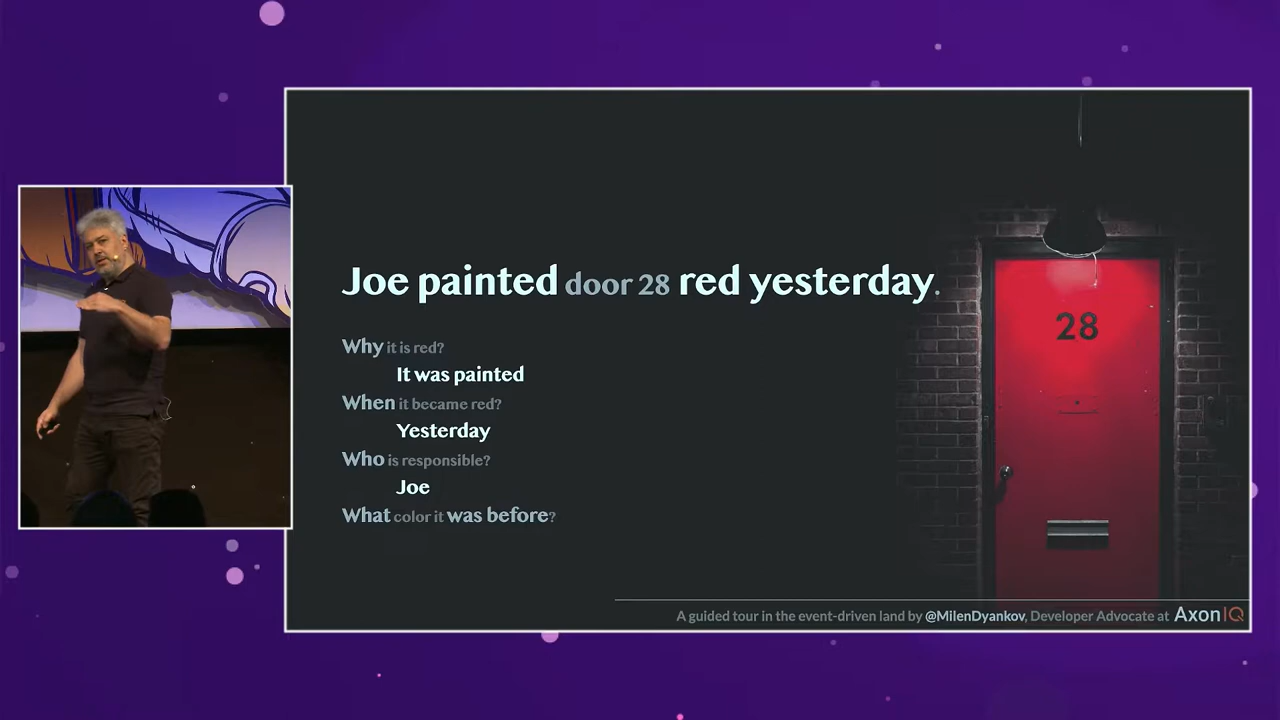 Joe painted door 28 red yesterday.
Why it is red?
It was painted
When it became red?
Yesterday
Who is responsible?
Joe
What color it was before?
28
A guided tour in the event-driven land by @MilenDyankov, Developer Advocate at AxonIQ